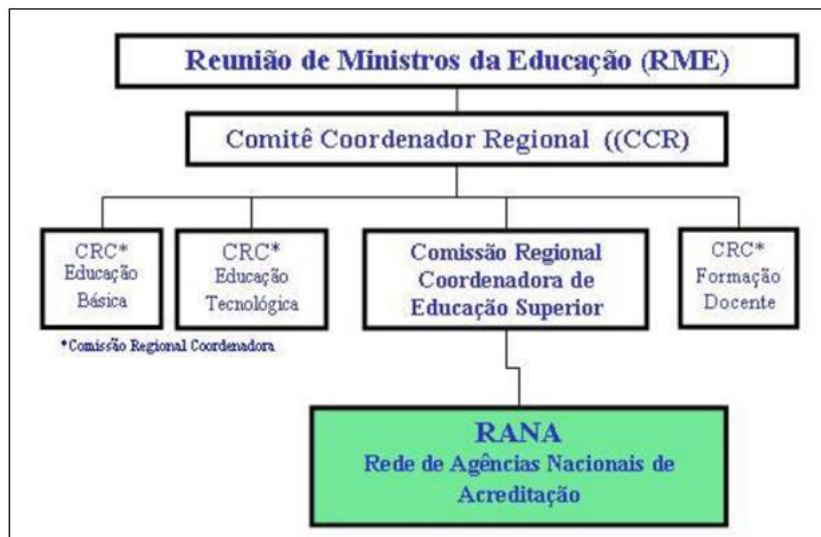 Reunião de Ministros da Educação (RME)
Comitê Coordenador Regional ((CCR)
CRC*
Educação
Básica
CRC*
Educação
Tecnológica
Comissão Regional
Coordenadora de
Educação Superior
CRC*
Formação
Docente
*Comissão Regional Coordenadora
RANA
Rede de Agências Nacionais de
Acreditação